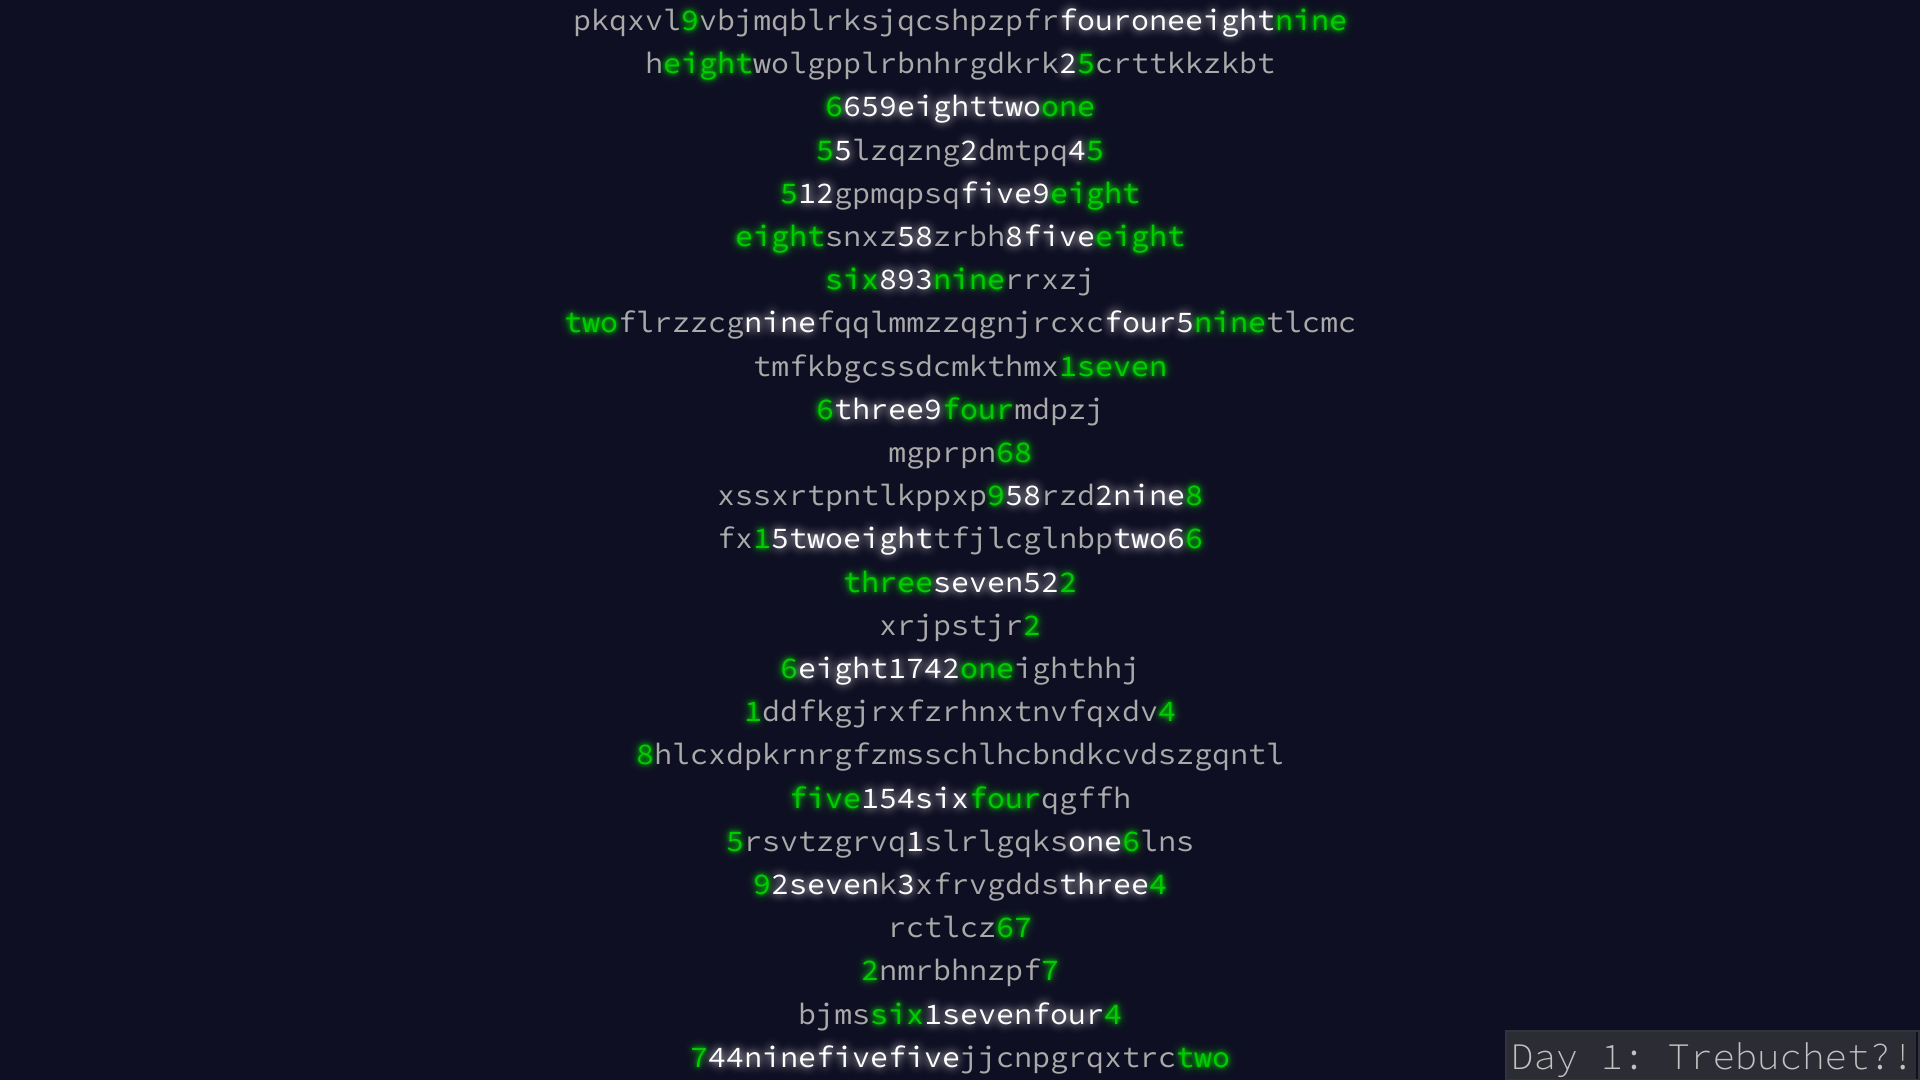 pkqxvl9vbjmqblrksjqcshpzpfrfouroneeightnine
heightwolgpplrbnhrgdkrk25crttkkzkbt
6659eighttwoone
55lzqzng2dmtpq45
512gpmqpsqfive9eight
eightsnxz58zrbh8fiveeight
six893ninerrxzj
twoflrzzcgninefqqlmmzzqgnjrcxcfour5ninetlcmc
tmfkbgcssdcmkthmx1seven
6three9fourmdpzj
mgprpn68
xssxrtpntlkppxp958rzd2nine8
fx15twoeighttfjlcglnbptwo66
threeseven522
xrjpstjr2
6eight1742oneighthhj
1ddfkgjrxfzrhnxtnvfqxdv4
8hlcxdpkrnrgfzmsschlhcbndkcvdszgqntl
five154sixfourqgffh
5rsvtzgrvq1slrlgqksone6lns
92sevenk3xfrvgddsthree4
rctlcz67
2nmrbhnzpf7
bjmssix1sevenfour4
744ninefivefivejjcnpgrqxtrctwo
Day 1: Trebuchet?!